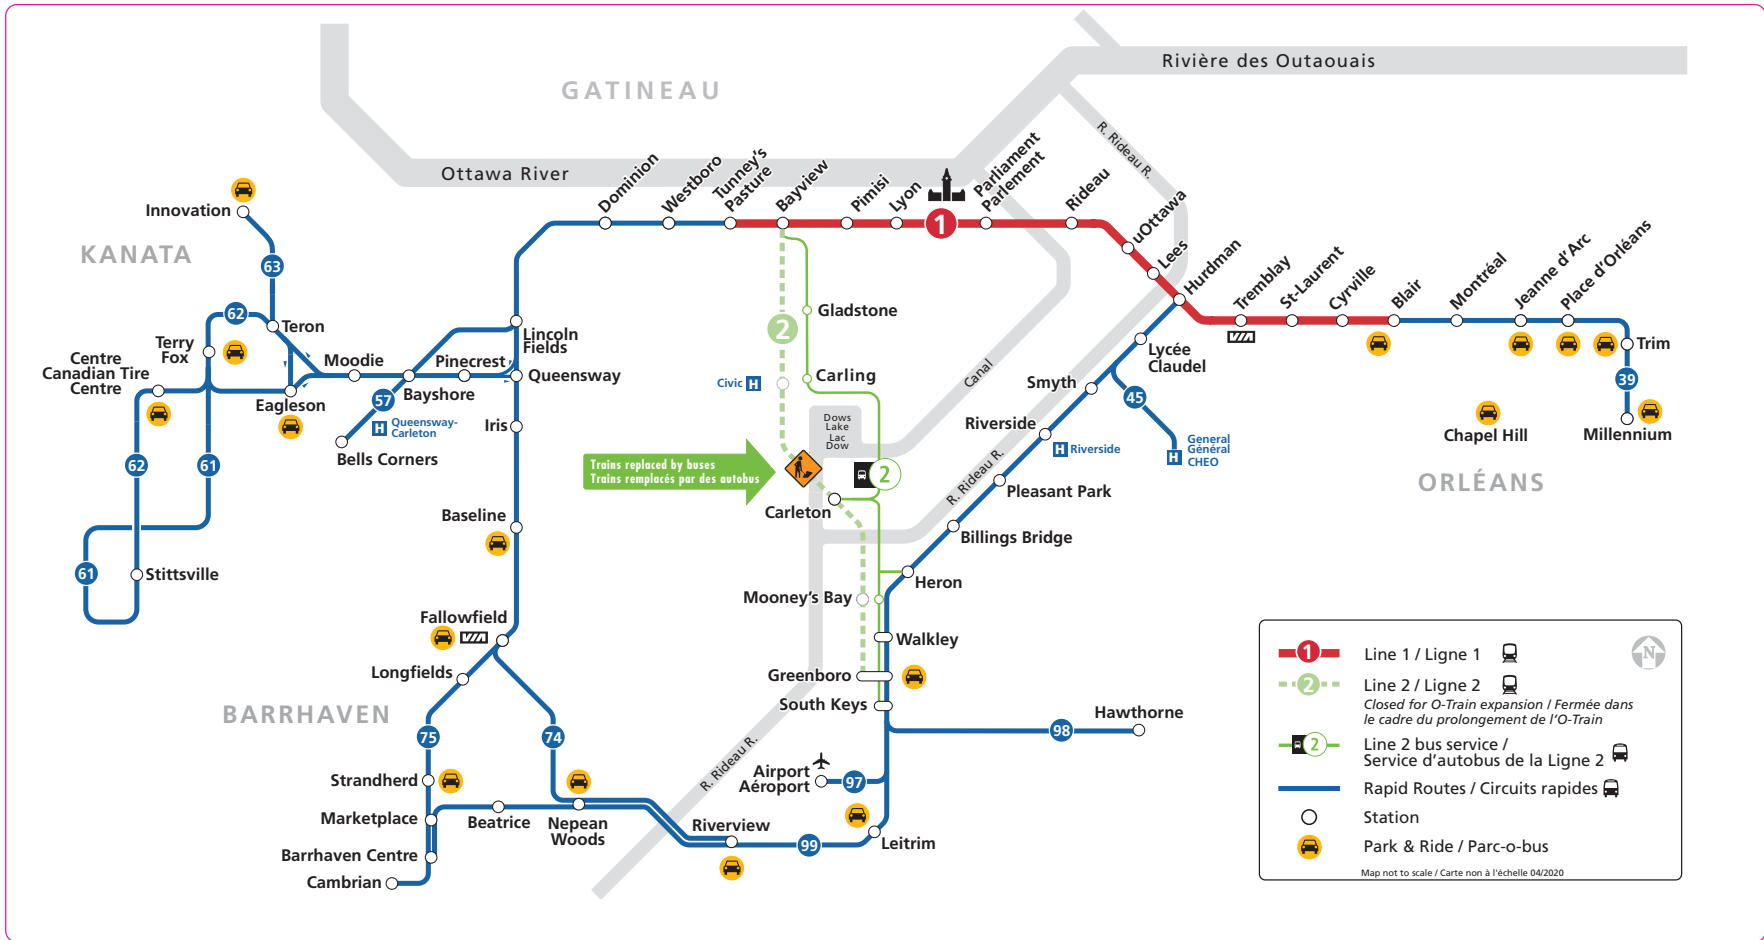 Rivière des Outaouais
GATINEAU
R. Rideau R.
Ottawa River
Dominion
Westboro
Tunney's
Pasture
Bayview
Pimisi
Lyon
1
Parliament
Parlement
Rideau
uOttawa
Lees
Hurdman
Tremblay
St-Laurent
Cyrville
Blair
Montréal
Jeanne d'Arc
Place d'Orléans
Trim
39
Millennium
Chapel Hill
ORLÉANS
Innovation
KANATA
63
62
Teron
Terry
Fox
Centre
Canadian Tire
Centre
Eagleson
Moodie
Pinecrest
Bayshore
Lincoln
Fields
Queensway
57
H
Queensway-
Carleton
Bells Corners
Iris
62
61
61
Stittsville
Baseline
Fallowfield
Longfields
BARRHAVEN
75
74
Strandherd
Marketplace
Barrhaven Centre
Cambrian
Beatrice
Nepean
Woods
Riverview
99
Leitrim
R. Rideau R.
Airport
Aéroport
97
98
Hawthorne
2
Gladstone
Carling
Civic H
Canal
Dows
Lake
Lac
Dow
Trains replaced by buses
Trains remplacés par des autobus
2
Carleton
Mooney's Bay
Heron
Walkley
Greenboro
South Keys
Billings Bridge
Pleasant Park
R. Rideau R.
Riverside
H Riverside
Smyth
Lycée
Claudel
45
H
General
Général
CHEO
1
Line 1 / Ligne 1
N
2
Line 2 / Ligne 2
Closed for O-Train expansion / Fermée dans
le cadre du prolongement de l'O-Train
2
Line 2 bus service /
Service d'autobus de la Ligne 2
Rapid Routes / Circuits rapides
Station
Park & Ride / Parc-o-bus
Map not to scale / Carte non à l'échelle 04/2020